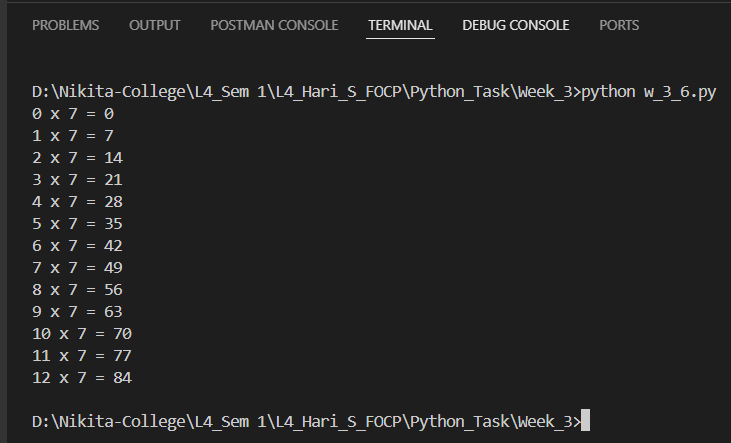 PROBLEMS OUTPUT POSTMAN CONSOLE TERMINAL DEBUG CONSOLE PORTS
D:\Nikita-College\L4_Sem 1\L4_Hari_S_FOCP\Python_Task\Week_3>python w_3_6.py
0 x 7 = 0
1 x 7 = 7
2 x 7 = 14
3 x 7 = 21
4 x 7 = 28
5 x 7 = 35
6 x 7 = 42
7 x 7 = 49
8 x 7 = 56
9 x 7 = 63
10 x 7 = 70
11 x 7 = 77
12 x 7 = 84
D:\Nikita-College\L4_Sem 1\L4_Hari_S_FOCP\Python_Task\Week_3>